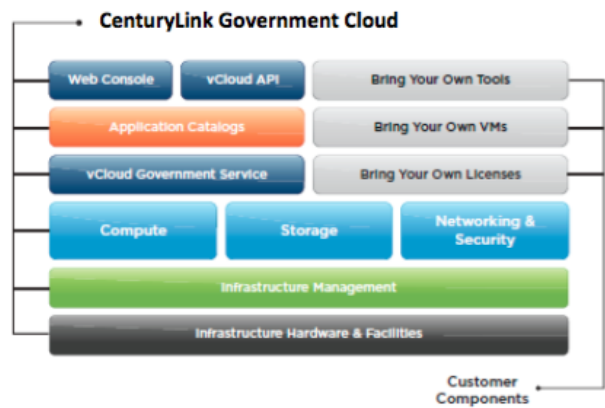 CenturyLink Government Cloud
Web Console
vCloud API
Bring Your Own Tools
Application Catalogs
Bring Your Own VMs
vCloud Government Service
Bring Your Own Licenses
Compute
Storage
Networking &
Security
Infrastructure Management
Infrastructure Hardware & Facilities
Customer
Components